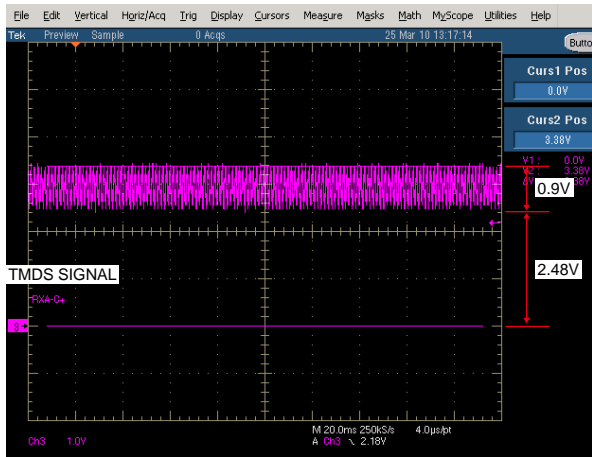 File Edit Vertical Horiz/Acq Trig Display Cursors Measure Masks Math MyScope Utilities Help
Tek Preview Sample 0 Acqs 25 Mar 10 13:17:14
Curs1 Pos
0.0V
Curs2 Pos
3.38V
V1: 0.0V
3.38V
0.9V
2.48V
TMDS SIGNAL
RXA-C+
3
M 20.0ms 250kS/s 4.0µs/pt
Ch3 1.0V A Ch3 2.18V